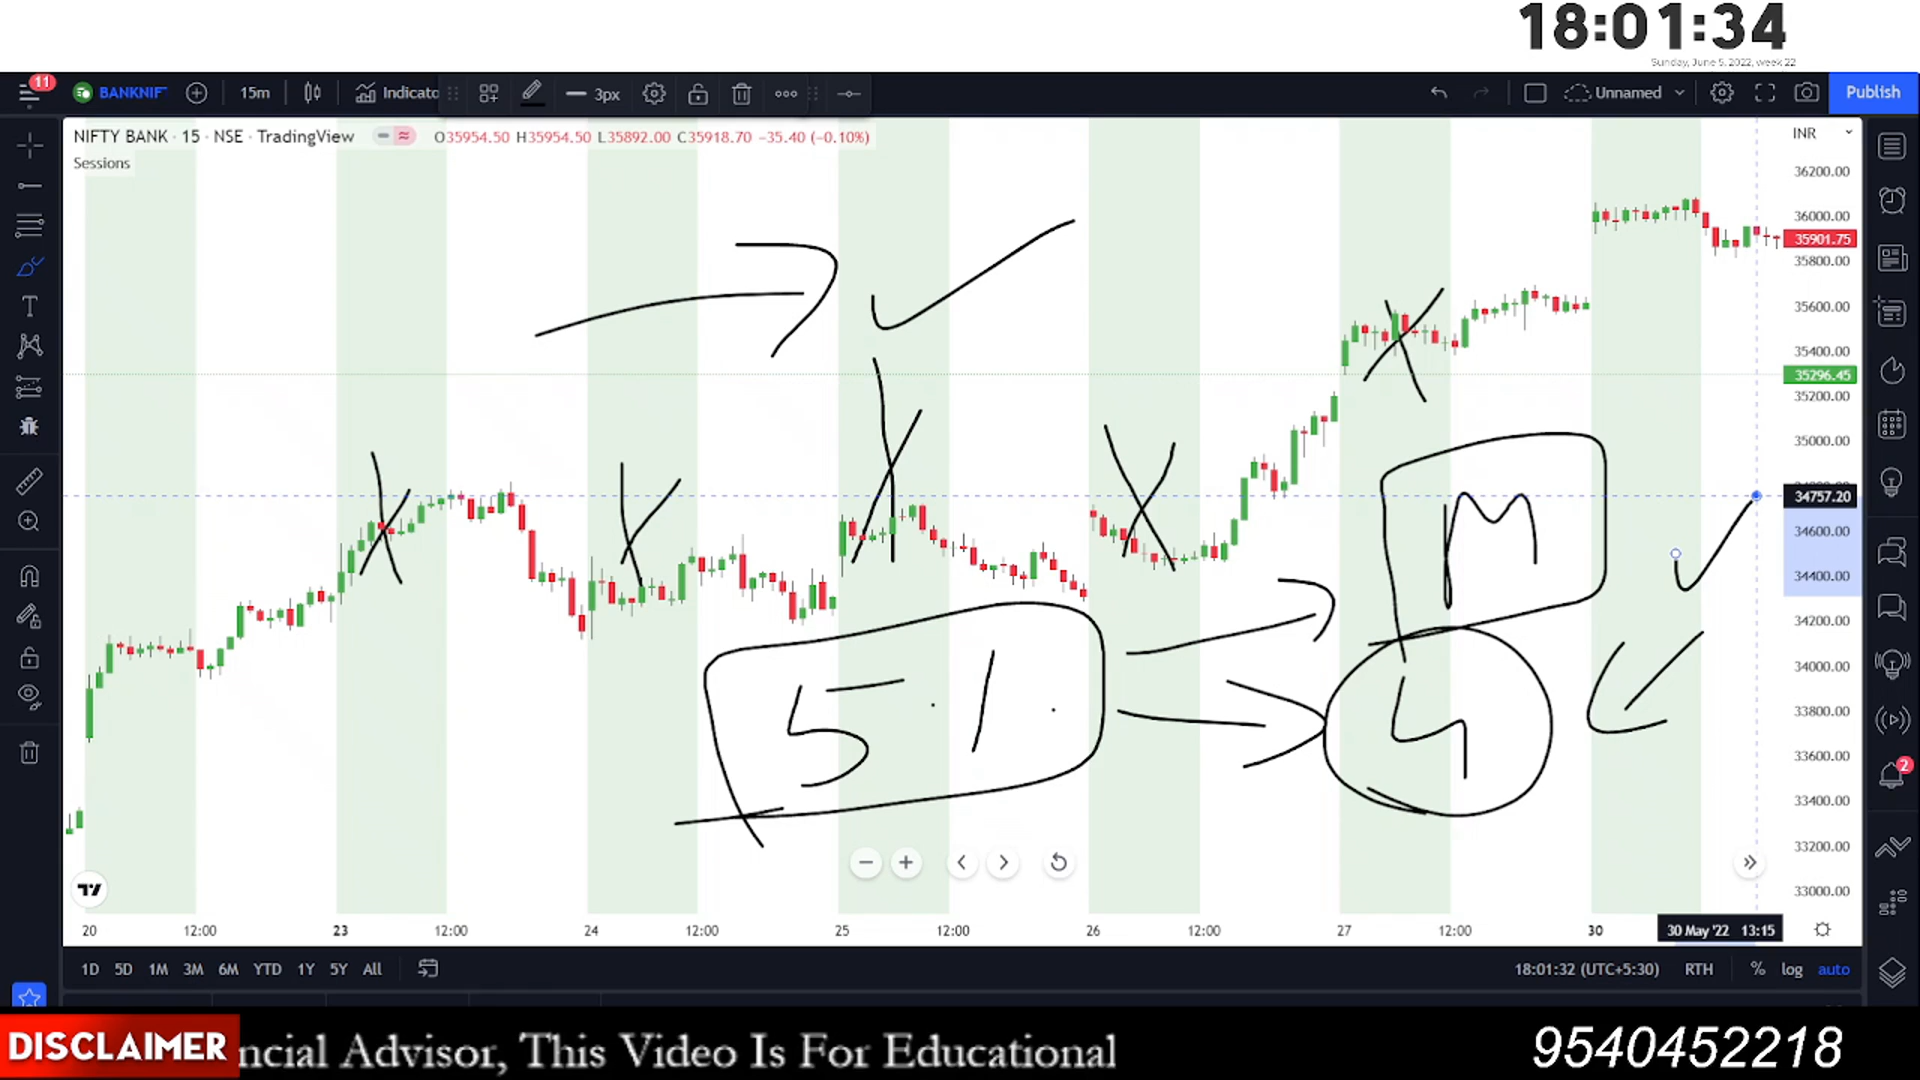 18:01:34
Sunday, June 5, 2022, week 22
11
BANKNIF
15m
Indicato
3px
Unnamed
Publish
NIFTY BANK · 15 · NSE · TradingView
O35954.50 H35954.50 L35892.00 C35918.70 −35.40 (−0.10%)
INR
Sessions
36200.00
36000.00
35901.75
35800.00
35600.00
35400.00
35296.45
35200.00
35000.00
34757.20
34600.00
34400.00
34200.00
34000.00
33800.00
33600.00
33400.00
33200.00
33000.00
M
5 · 1 ·
4
2
20 12:00 23 12:00 24 12:00 25 12:00 26 12:00 27 12:00 30 30 May '22 13:15
1D 5D 1M 3M 6M YTD 1Y 5Y All
18:01:32 (UTC+5:30) RTH % log auto
DISCLAIMER
ncial Advisor, This Video Is For Educational
9540452218